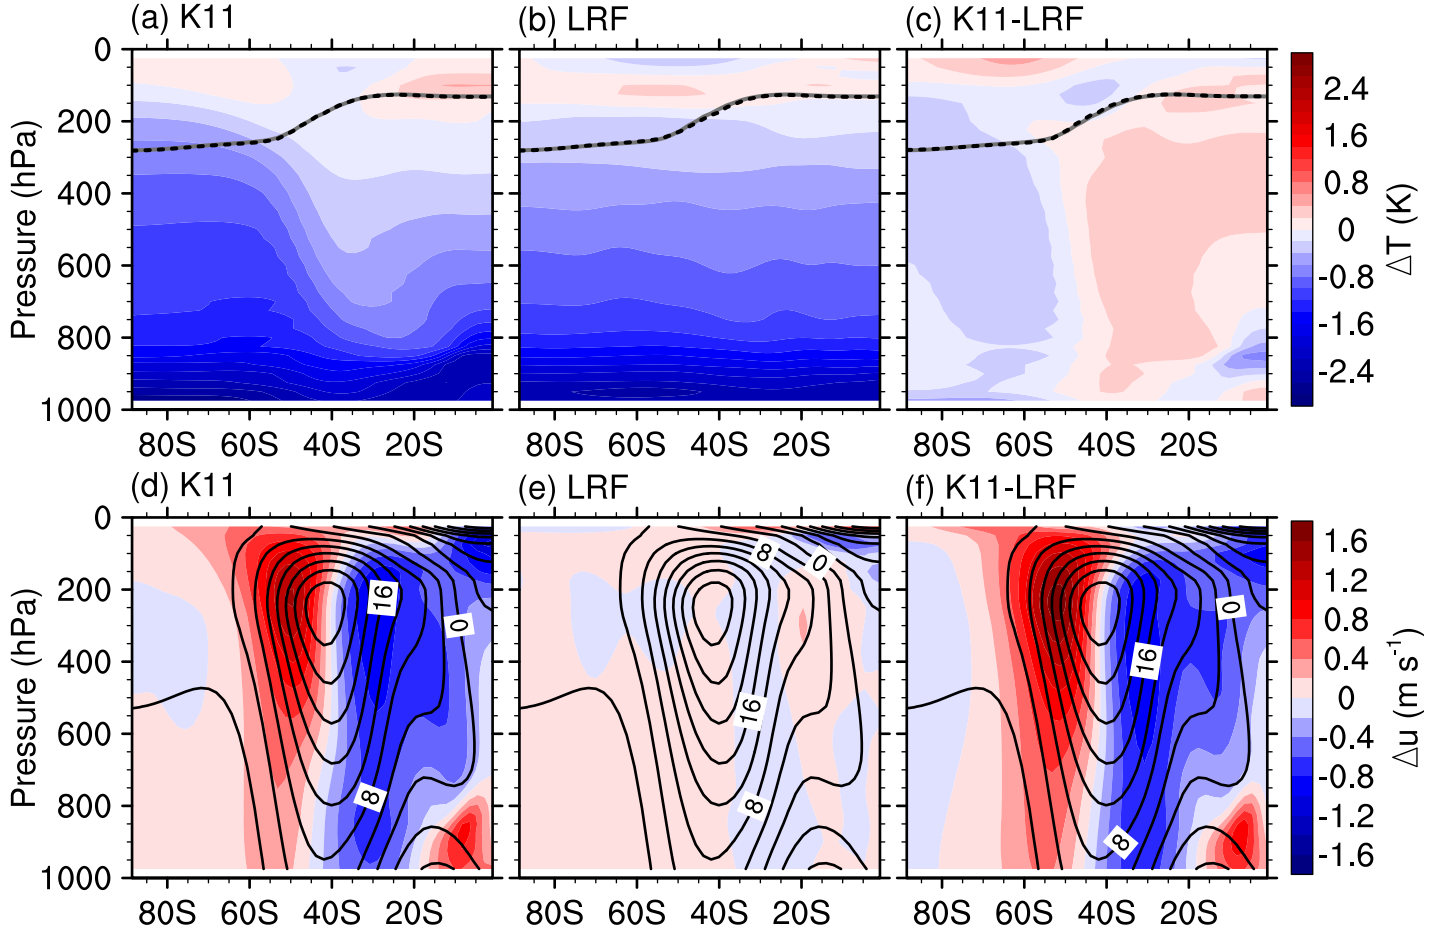 (a) K11
(b) LRF
(c) K11-LRF
Pressure (hPa)
0
200
400
600
800
1000
80S 60S 40S 20S
80S 60S 40S 20S
80S 60S 40S 20S
2.4
1.6
0.8
0
-0.8
-1.6
-2.4
ΔT (K)
(d) K11
(e) LRF
(f) K11-LRF
Pressure (hPa)
0
200
400
600
800
1000
16
0
8
8
0
16
8
0
16
8
80S 60S 40S 20S
80S 60S 40S 20S
80S 60S 40S 20S
1.6
1.2
0.8
0.4
0
-0.4
-0.8
-1.2
-1.6
Δu (m s⁻¹)